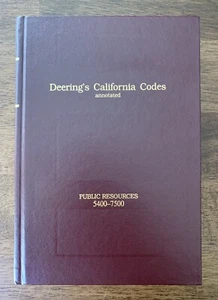 Deering's California Codes
annotated
PUBLIC RESOURCES
5400–7500